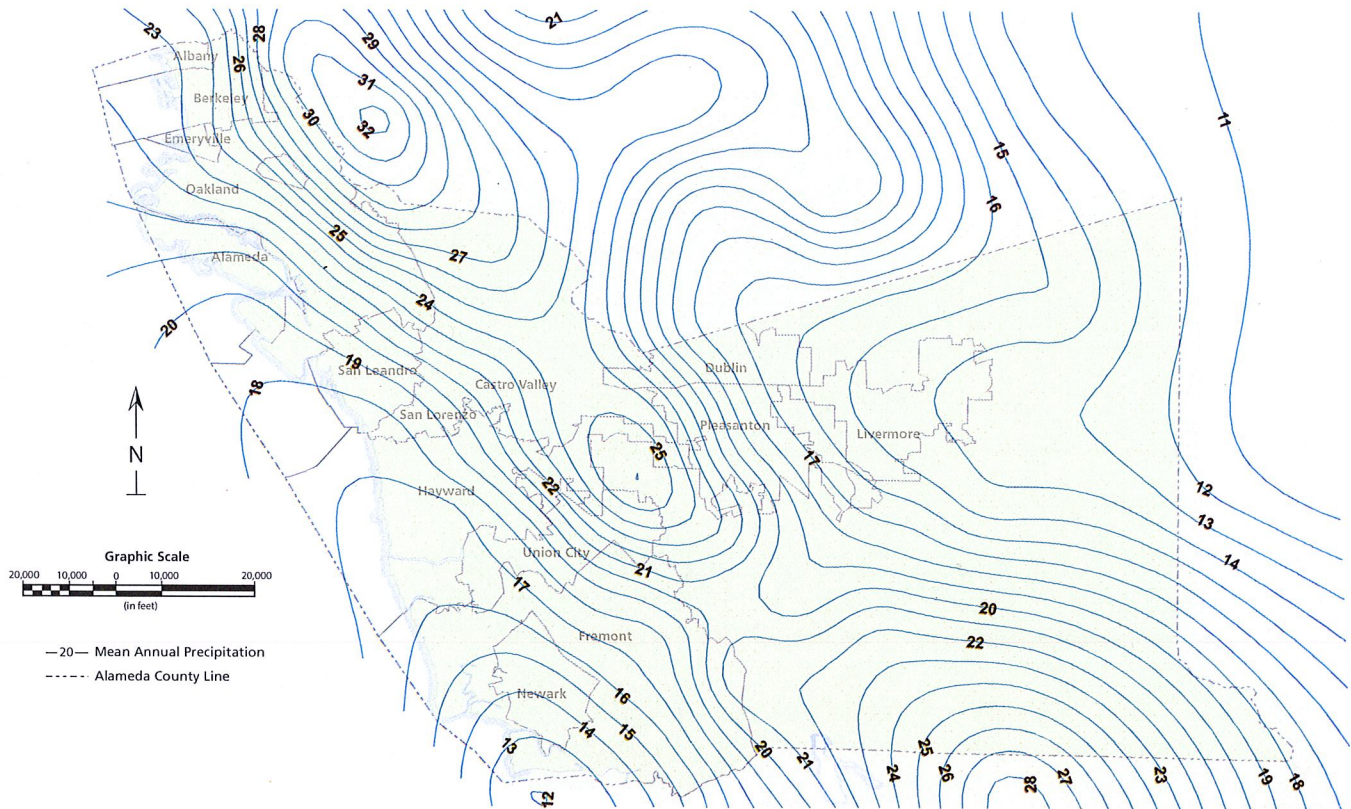 21
23
28
29
Albany
26
31
Berkeley
30
32
11
Emeryville
15
Oakland
16
25
Alameda
27
24
20
19
San Leandro
Dublin
18
Castro Valley
San Lorenzo
Pleasanton
Livermore
25
17
N
22
Hayward
12
13
Union City
14
21
Graphic Scale
20,000 10,000 0 10,000 20,000
(in feet)
17
20
Fremont
22
—20— Mean Annual Precipitation
Alameda County Line
Newark
16
15
14
13
20
21
25
24
26
28
27
23
19
18
12